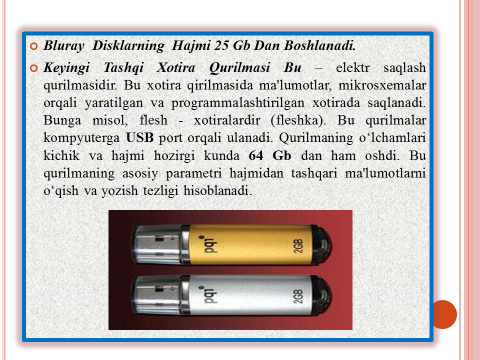 Bluray Disklarning Hajmi 25 Gb Dan Boshlanadi.
Keyingi Tashqi Xotira Qurilmasi Bu – elektr saqlash
qurilmasidir. Bu xotira qirilmasida ma'lumotlar, mikrosxemalar
orqali yaratilgan va programmalashtirilgan xotirada saqlanadi.
Bunga misol, flesh - xotiralardir (fleshka). Bu qurilmalar
kompyuterga USB port orqali ulanadi. Qurilmaning o‘lchamlari
kichik va hajmi hozirgi kunda 64 Gb dan ham oshdi. Bu
qurilmaning asosiy parametri hajmidan tashqari ma'lumotlarni
o‘qish va yozish tezligi hisoblanadi.
pqi 2GB
pqi 2GB